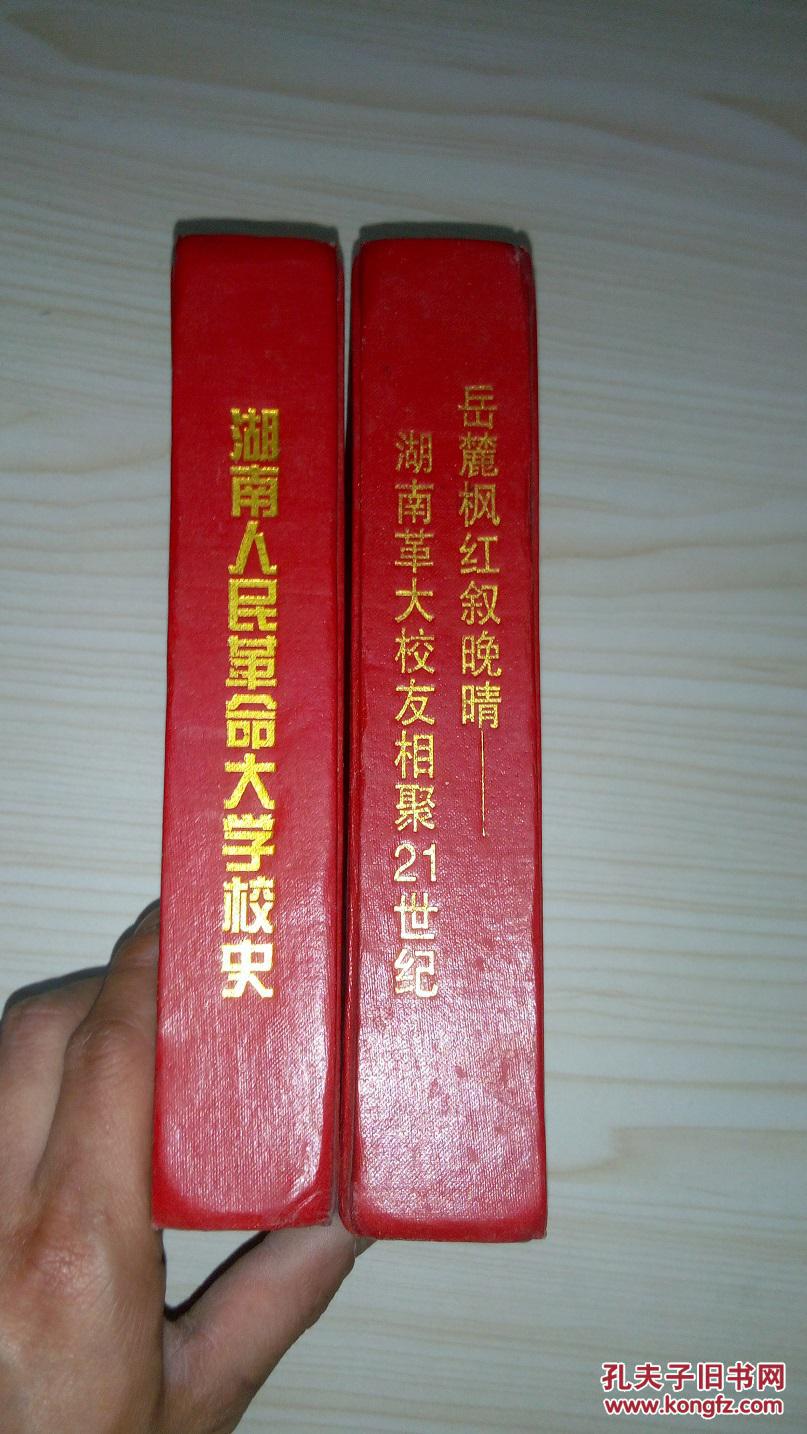 湖南人民革命大学校史
岳麓枫红叙晚晴——
湖南革大校友相聚21世纪
孔夫子旧书网
www.kongfz.com